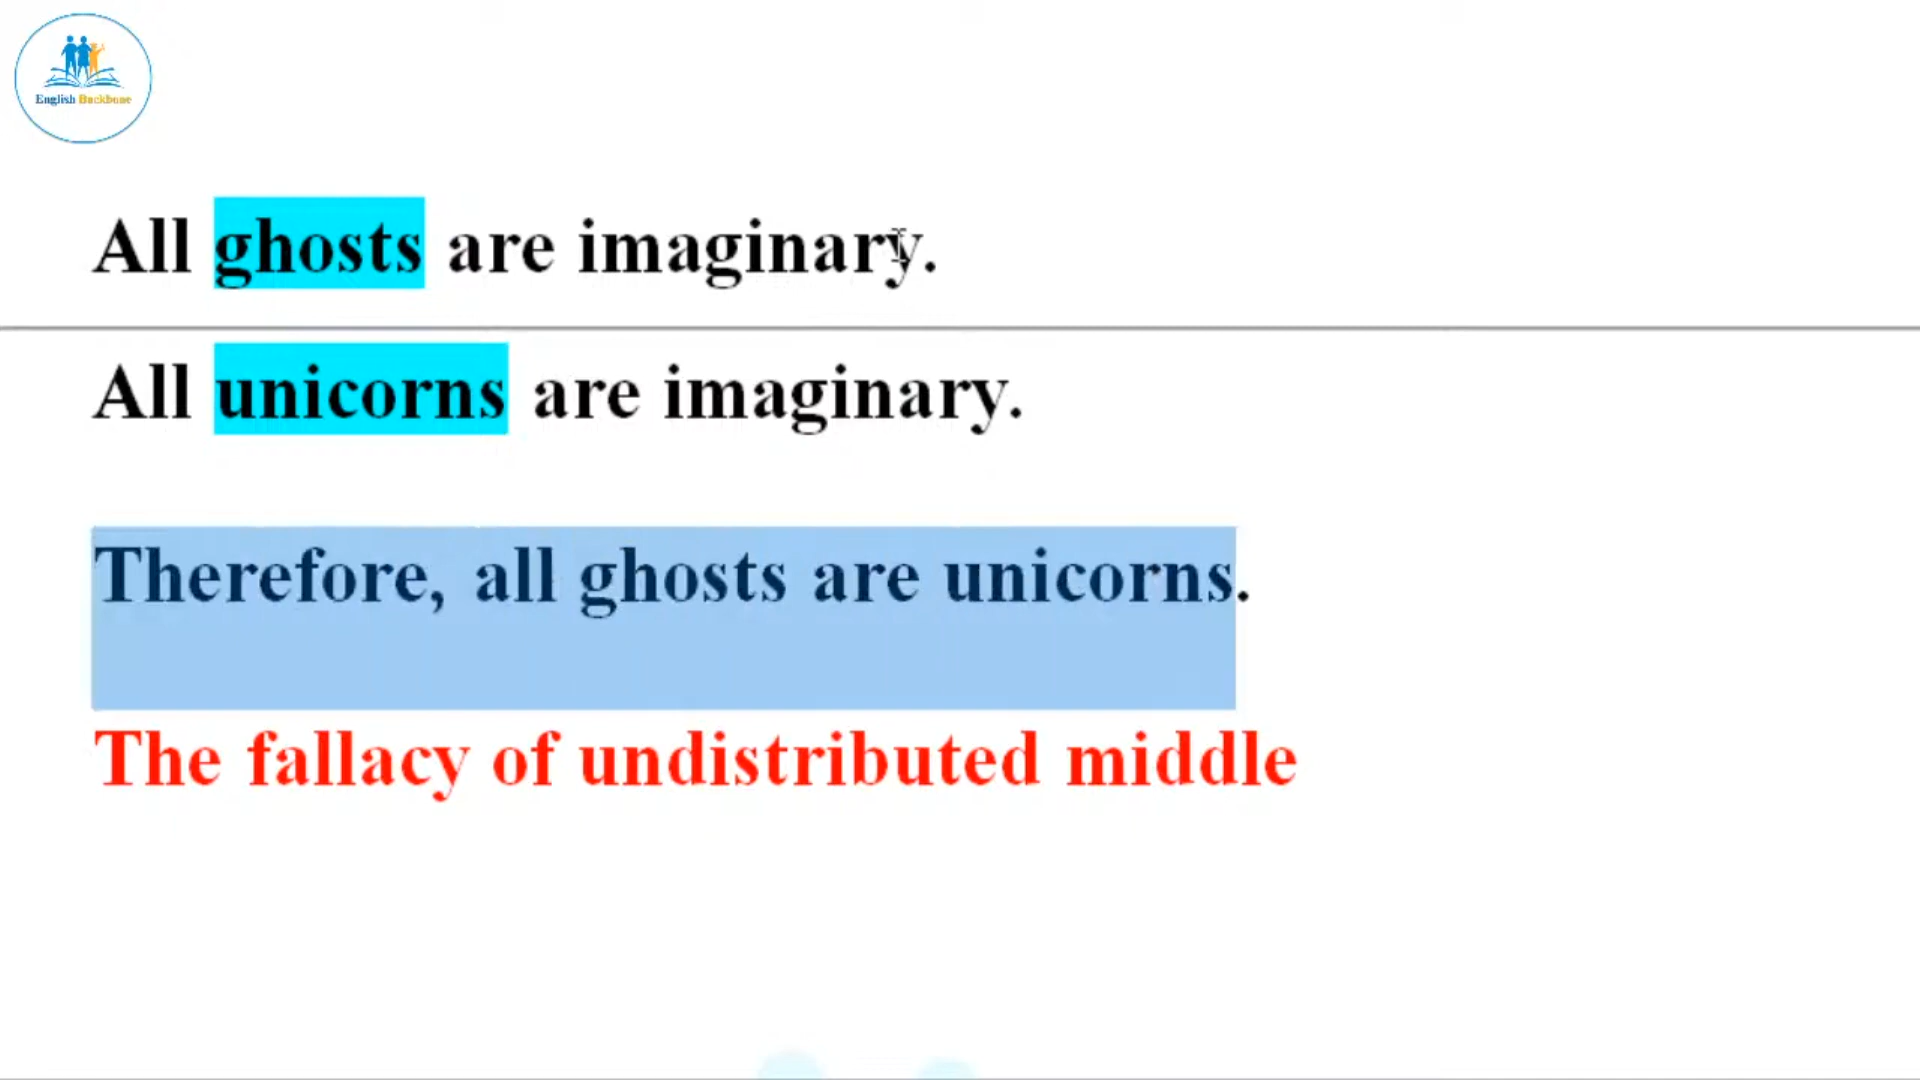 English Backbone
All ghosts are imaginary.
All unicorns are imaginary.
Therefore, all ghosts are unicorns.
The fallacy of undistributed middle